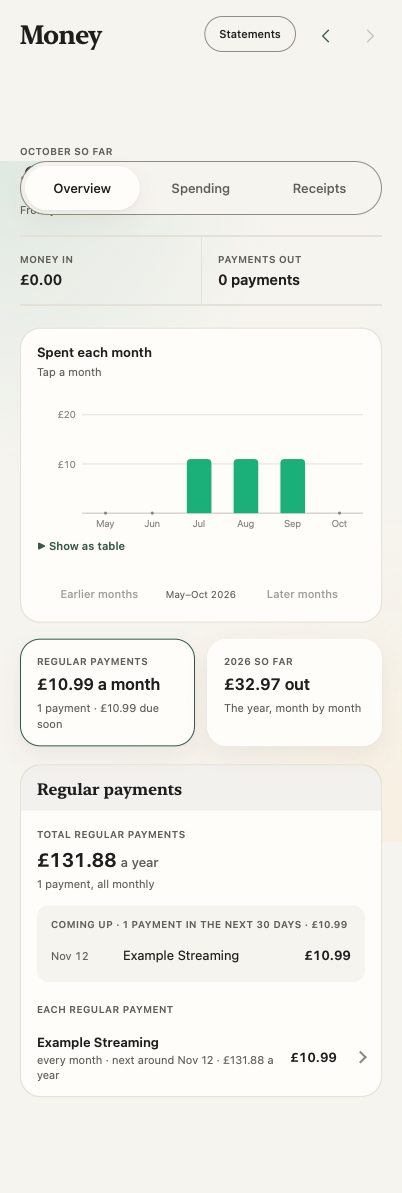 Money
Statements
OCTOBER SO FAR
Overview
Spending
Receipts
MONEY IN
PAYMENTS OUT
£0.00
0 payments
Spent each month
Tap a month
£20
£10
May
Jun
Jul
Aug
Sep
Oct
Show as table
Earlier months
May–Oct 2026
Later months
REGULAR PAYMENTS
£10.99 a month
1 payment · £10.99 due
soon
2026 SO FAR
£32.97 out
The year, month by month
Regular payments
TOTAL REGULAR PAYMENTS
£131.88 a year
1 payment, all monthly
COMING UP · 1 PAYMENT IN THE NEXT 30 DAYS · £10.99
Nov 12
Example Streaming
£10.99
EACH REGULAR PAYMENT
Example Streaming
every month · next around Nov 12 · £131.88 a
year
£10.99